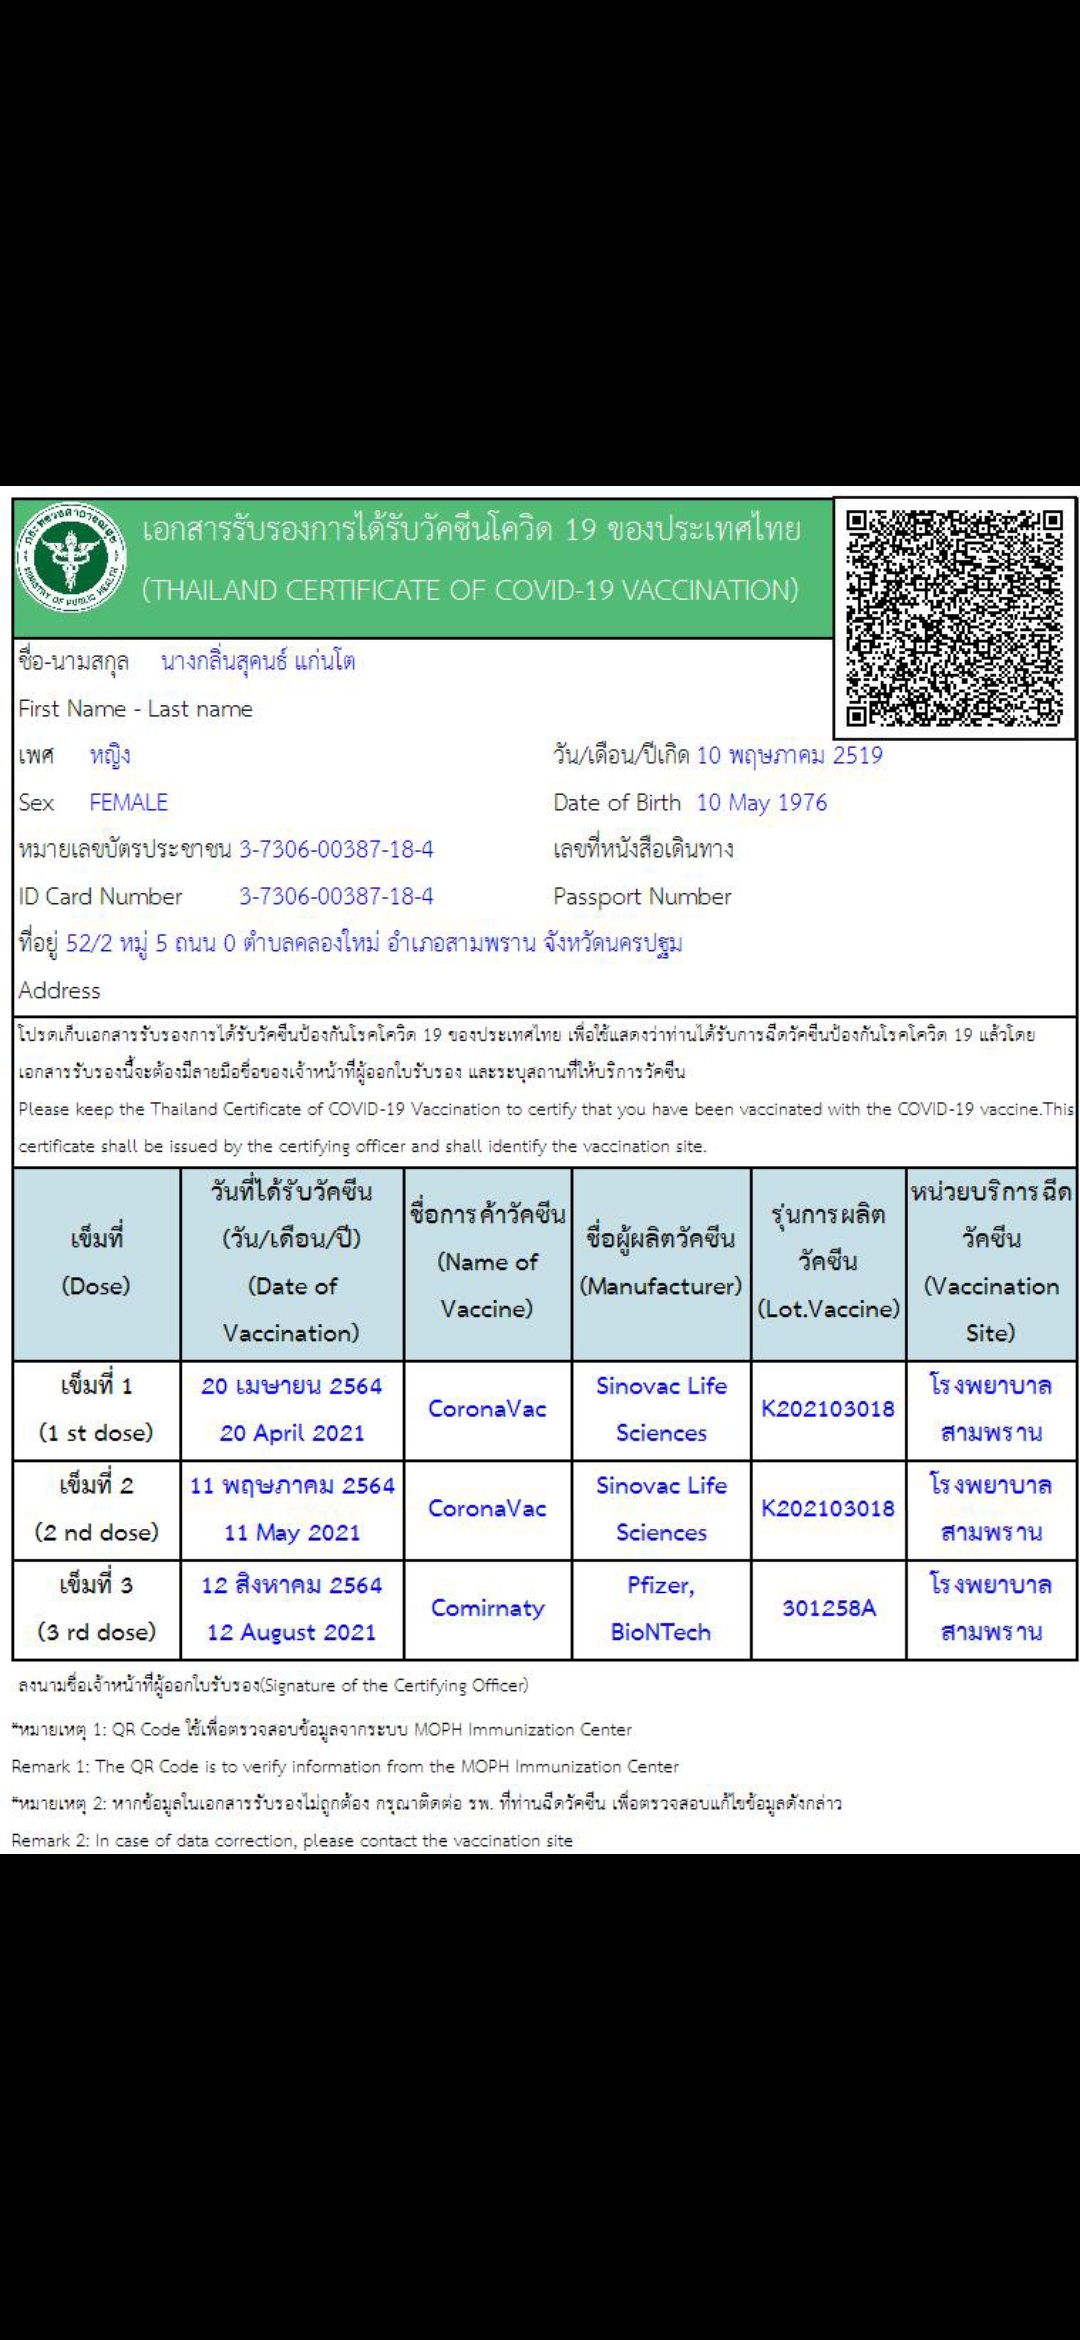 เอกสารรับรองการได้รับวัคซีนโควิด 19 ของประเทศไทย
(THAILAND CERTIFICATE OF COVID-19 VACCINATION)
กระทรวงสาธารณสุข
MINISTRY OF PUBLIC HEALTH
ชื่อ-นามสกุล นางกลิ่นสุคนธ์ แก่นโต
First Name - Last name
เพศ หญิง วัน/เดือน/ปีเกิด 10 พฤษภาคม 2519
Sex FEMALE Date of Birth 10 May 1976
หมายเลขบัตรประชาชน 3-7306-00387-18-4 เลขที่หนังสือเดินทาง
ID Card Number 3-7306-00387-18-4 Passport Number
ที่อยู่ 52/2 หมู่ 5 ถนน 0 ตำบลคลองใหม่ อำเภอสามพราน จังหวัดนครปฐม
Address
โปรดเก็บเอกสารรับรองการได้รับวัคซีนป้องกันโรคโควิด 19 ของประเทศไทย เพื่อใช้แสดงว่าท่านได้รับการฉีดวัคซีนป้องกันโรคโควิด 19 แล้วโดย
เอกสารรับรองนี้จะต้องมีลายมือชื่อของเจ้าหน้าที่ผู้ออกใบรับรอง และระบุสถานที่ให้บริการวัคซีน
Please keep the Thailand Certificate of COVID-19 Vaccination to certify that you have been vaccinated with the COVID-19 vaccine.This
certificate shall be issued by the certifying officer and shall identify the vaccination site.
เข็มที่
(Dose)
วันที่ได้รับวัคซีน
(วัน/เดือน/ปี)
(Date of
Vaccination)
ชื่อการค้าวัคซีน
(Name of
Vaccine)
ชื่อผู้ผลิตวัคซีน
(Manufacturer)
รุ่นการผลิต
วัคซีน
(Lot.Vaccine)
หน่วยบริการฉีด
วัคซีน
(Vaccination
Site)
เข็มที่ 1
(1 st dose)
20 เมษายน 2564
20 April 2021
CoronaVac
Sinovac Life
Sciences
K202103018
โรงพยาบาล
สามพราน
เข็มที่ 2
(2 nd dose)
11 พฤษภาคม 2564
11 May 2021
CoronaVac
Sinovac Life
Sciences
K202103018
โรงพยาบาล
สามพราน
เข็มที่ 3
(3 rd dose)
12 สิงหาคม 2564
12 August 2021
Comirnaty
Pfizer,
BioNTech
301258A
โรงพยาบาล
สามพราน
ลงนามชื่อเจ้าหน้าที่ผู้ออกใบรับรอง(Signature of the Certifying Officer)
*หมายเหตุ 1: QR Code ใช้เพื่อตรวจสอบข้อมูลจากระบบ MOPH Immunization Center
Remark 1: The QR Code is to verify information from the MOPH Immunization Center
*หมายเหตุ 2: หากข้อมูลในเอกสารรับรองไม่ถูกต้อง กรุณาติดต่อ รพ. ที่ท่านฉีดวัคซีน เพื่อตรวจสอบแก้ไขข้อมูลดังกล่าว
Remark 2: In case of data correction, please contact the vaccination site